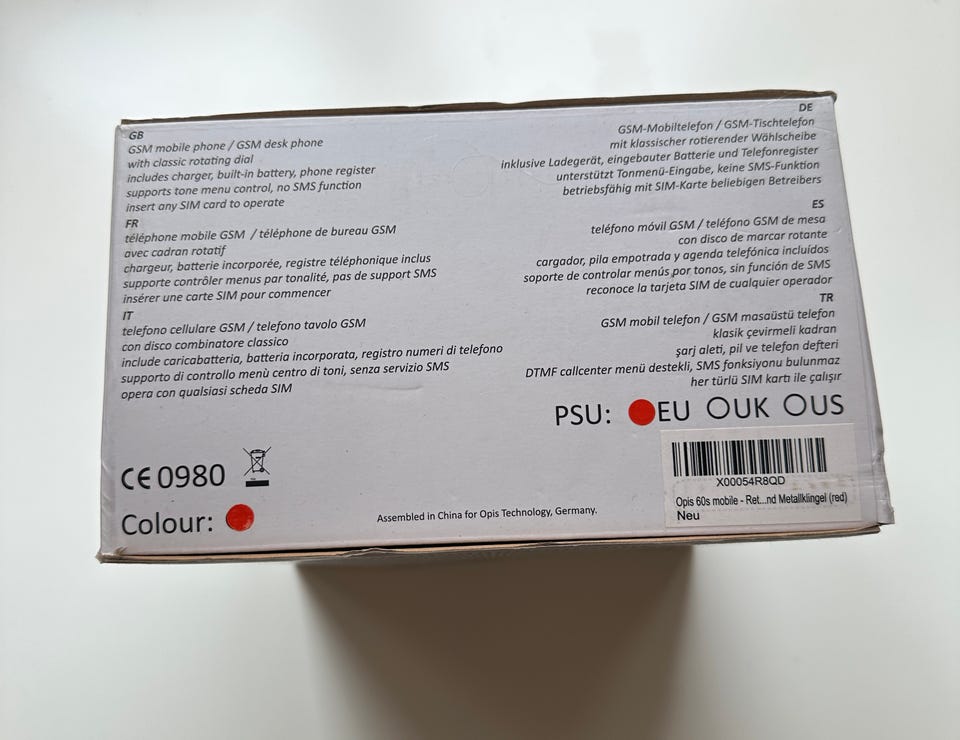 GB
GSM mobile phone / GSM desk phone
with classic rotating dial
includes charger, built-in battery, phone register
supports tone menu control, no SMS function
insert any SIM card to operate
FR
téléphone mobile GSM / téléphone de bureau GSM
avec cadran rotatif
chargeur, batterie incorporée, registre téléphonique inclus
supporte contrôler menus par tonalité, pas de support SMS
insérer une carte SIM pour commencer
IT
telefono cellulare GSM / telefono tavolo GSM
con disco combinatore classico
include caricabatteria, batteria incorporata, registro numeri di telefono
supporto di controllo menù centro di toni, senza servizio SMS
opera con qualsiasi scheda SIM
DE
GSM-Mobiltelefon / GSM-Tischtelefon
mit klassischer rotierender Wählscheibe
inklusive Ladegerät, eingebauter Batterie und Telefonregister
unterstützt Tonmenü-Eingabe, keine SMS-Funktion
betriebsfähig mit SIM-Karte beliebigen Betreibers
ES
teléfono móvil GSM / teléfono GSM de mesa
con disco de marcar rotante
cargador, pila empotrada y agenda telefónica incluídos
soporte de controlar menús por tonos, sin función de SMS
reconoce la tarjeta SIM de cualquier operador
TR
GSM mobil telefon / GSM masaüstü telefon
klasik çevirmeli kadran
şarj aleti, pil ve telefon defteri
DTMF callcenter menü destekli, SMS fonksiyonu bulunmaz
her türlü SIM kartı ile çalışır
PSU: EU UK US
CE 0980
Colour:
Assembled in China for Opis Technology, Germany.
X00054R8QD
Opis 60s mobile - Ret...nd Metallklingel (red)
Neu